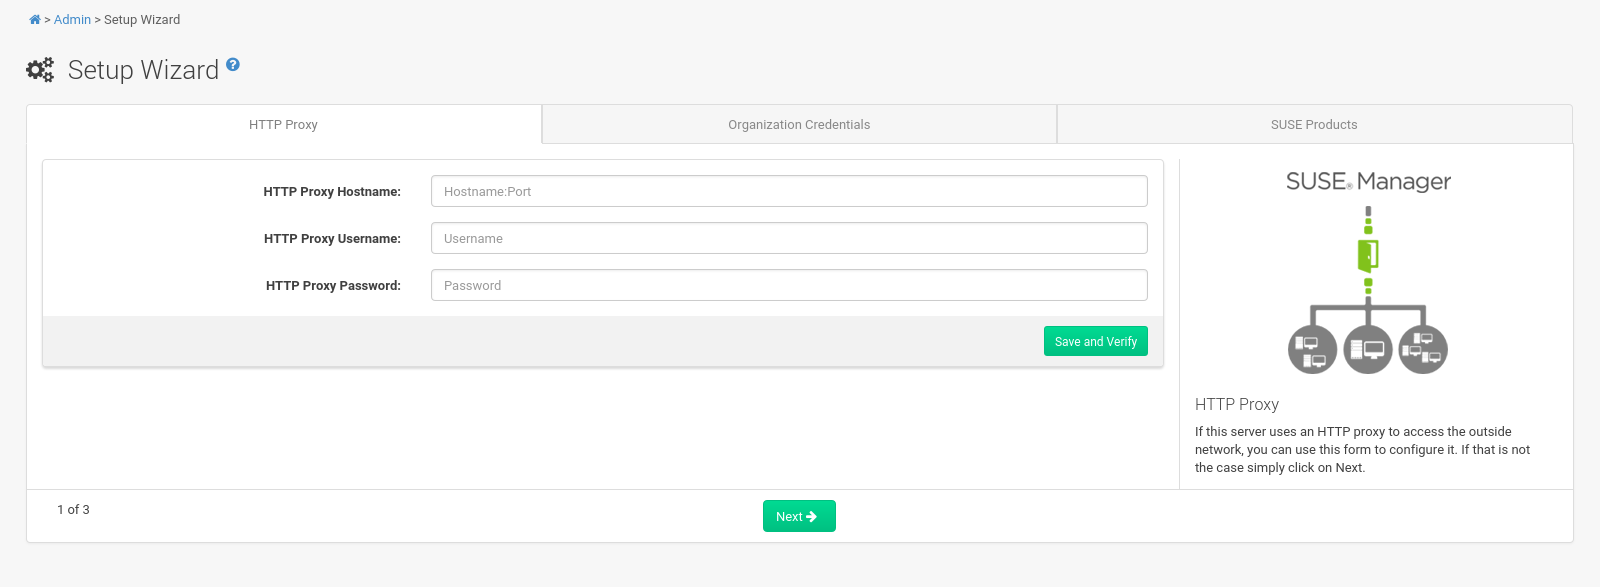 > Admin > Setup Wizard
Setup Wizard ?
HTTP Proxy
Organization Credentials
SUSE Products
HTTP Proxy Hostname:
Hostname:Port
HTTP Proxy Username:
Username
HTTP Proxy Password:
Password
Save and Verify
SUSE® Manager
HTTP Proxy
If this server uses an HTTP proxy to access the outside
network, you can use this form to configure it. If that is not
the case simply click on Next.
1 of 3
Next